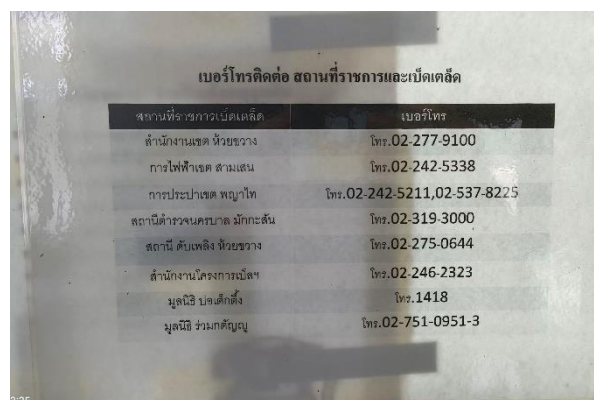 เบอร์โทรติดต่อ สถานที่ราชการและเบ็ดเตล็ด
สถานที่ราชการเบ็ดเตล็ด เบอร์โทร
สำนักงานเขต ห้วยขวาง โทร.02-277-9100
การไฟฟ้าเขต สามเสน โทร.02-242-5338
การประปาเขต พญาไท โทร.02-242-5211,02-537-8225
สถานีตำรวจนครบาล มักกะสัน โทร.02-319-3000
สถานี ดับเพลิง ห้วยขวาง โทร.02-275-0644
สำนักงานโครงการเบ็ลฯ โทร.02-246-2323
มูลนิธิ ปอเต็กตึ๊ง โทร.1418
มูลนิธิ ร่วมกตัญญู โทร.02-751-0951-3